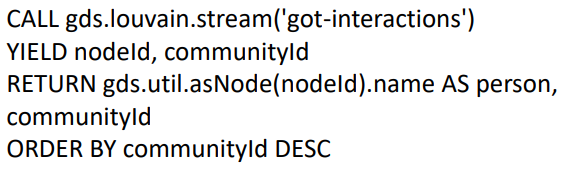 CALL gds.louvain.stream('got-interactions')
YIELD nodeId, communityId
RETURN gds.util.asNode(nodeId).name AS person,
communityId
ORDER BY communityId DESC